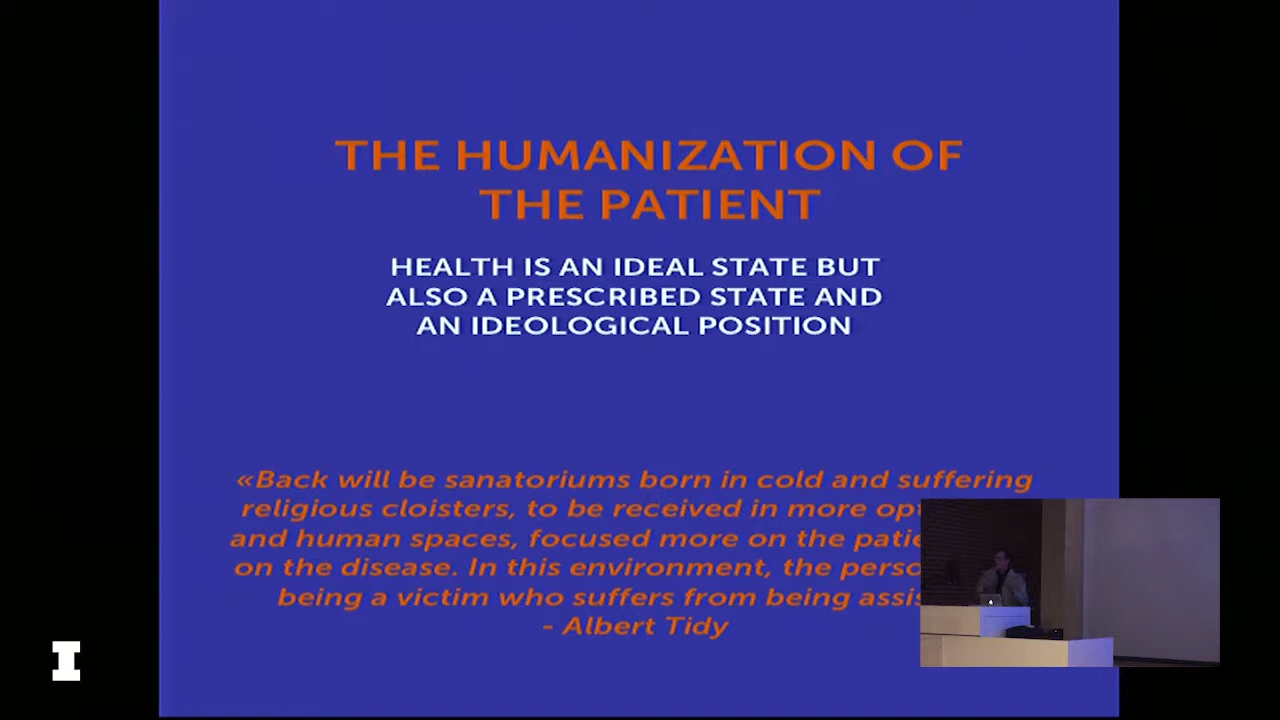 THE HUMANIZATION OF
THE PATIENT
HEALTH IS AN IDEAL STATE BUT
ALSO A PRESCRIBED STATE AND
AN IDEOLOGICAL POSITION
«Back will be sanatoriums born in cold and suffering
religious cloisters, to be received in more
and human spaces, focused more on the
on the disease. In this environment, the
being a victim who suffers from being
- Albert Tidy
I